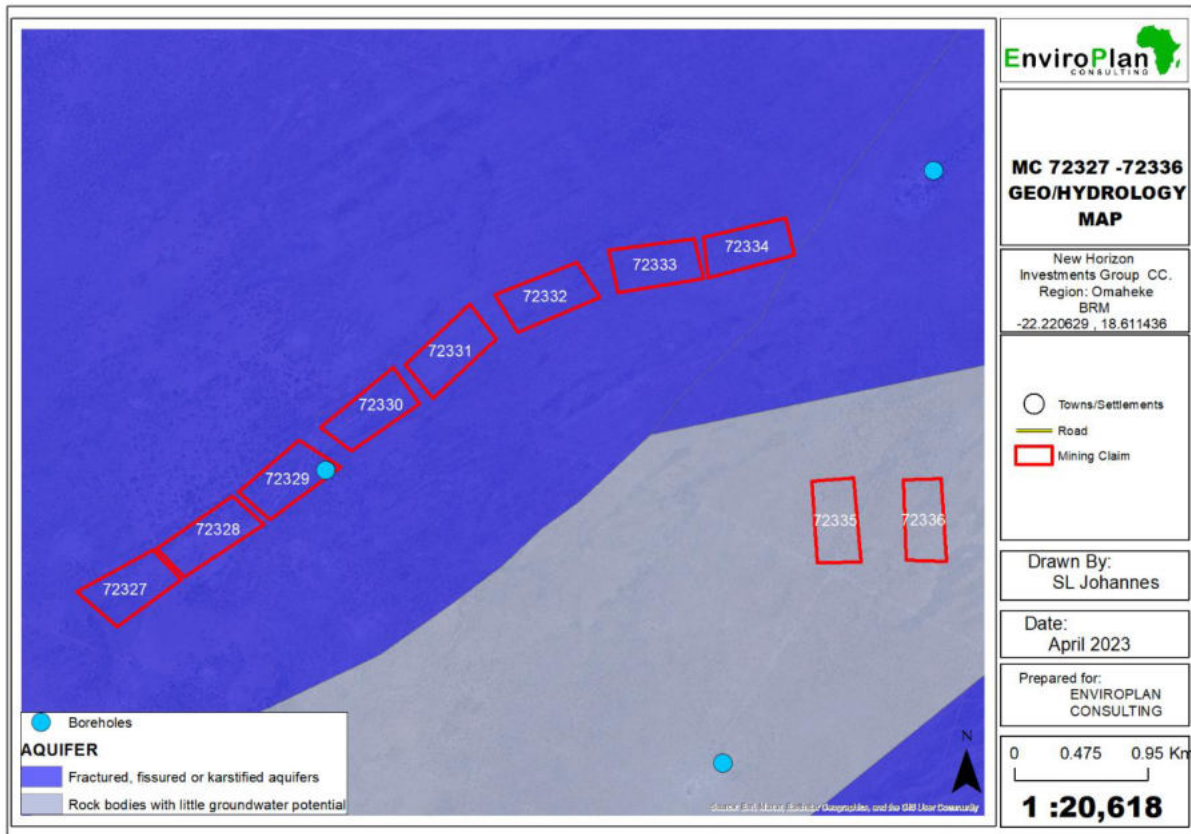 72334
72333
72332
72331
72330
72329
72328
72327
72335
72336
Boreholes
AQUIFER
Fractured, fissured or karstified aquifers
Rock bodies with little groundwater potential
N
EnviroPlan
CONSULTING
MC 72327 -72336
GEO/HYDROLOGY
MAP
New Horizon
Investments Group CC.
Region: Omaheke
BRM
-22.220629 , 18.611436
Towns/Settlements
Road
Mining Claim
Drawn By:
SL Johannes
Date:
April 2023
Prepared for:
ENVIROPLAN
CONSULTING
0 0.475 0.95 Km
1 :20,618